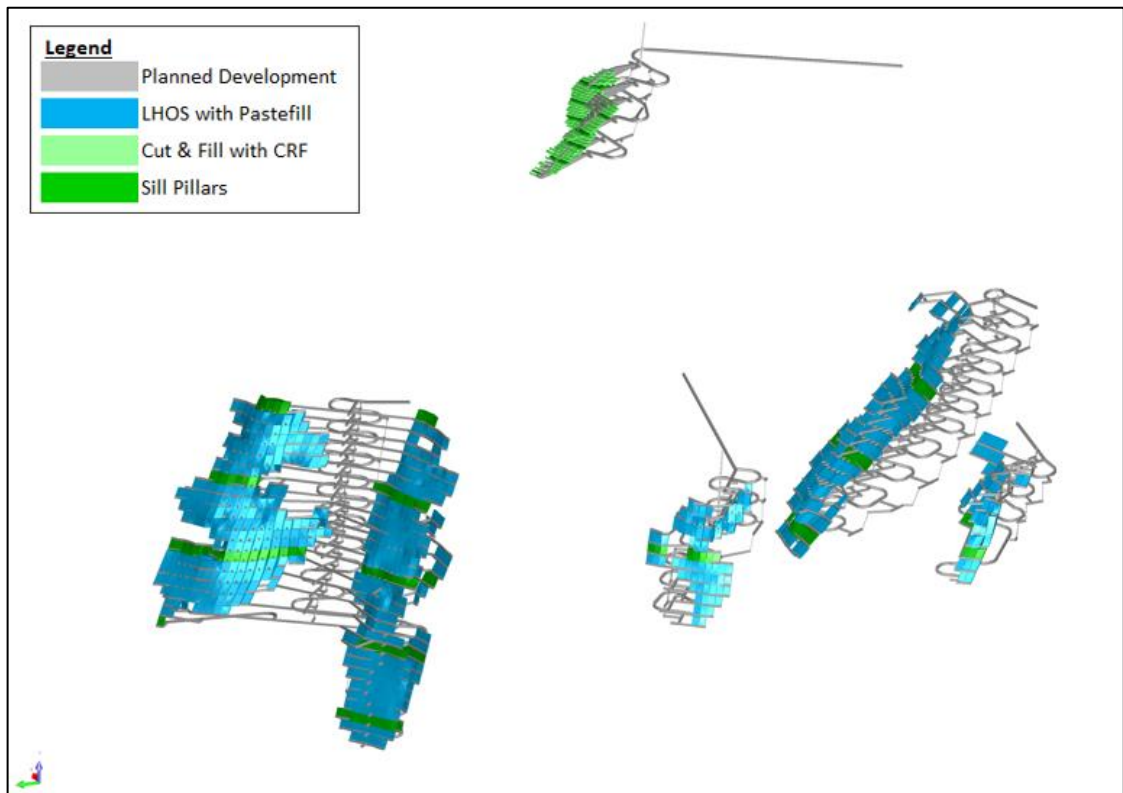 Legend
Planned Development
LHOS with Pastefill
Cut & Fill with CRF
Sill Pillars